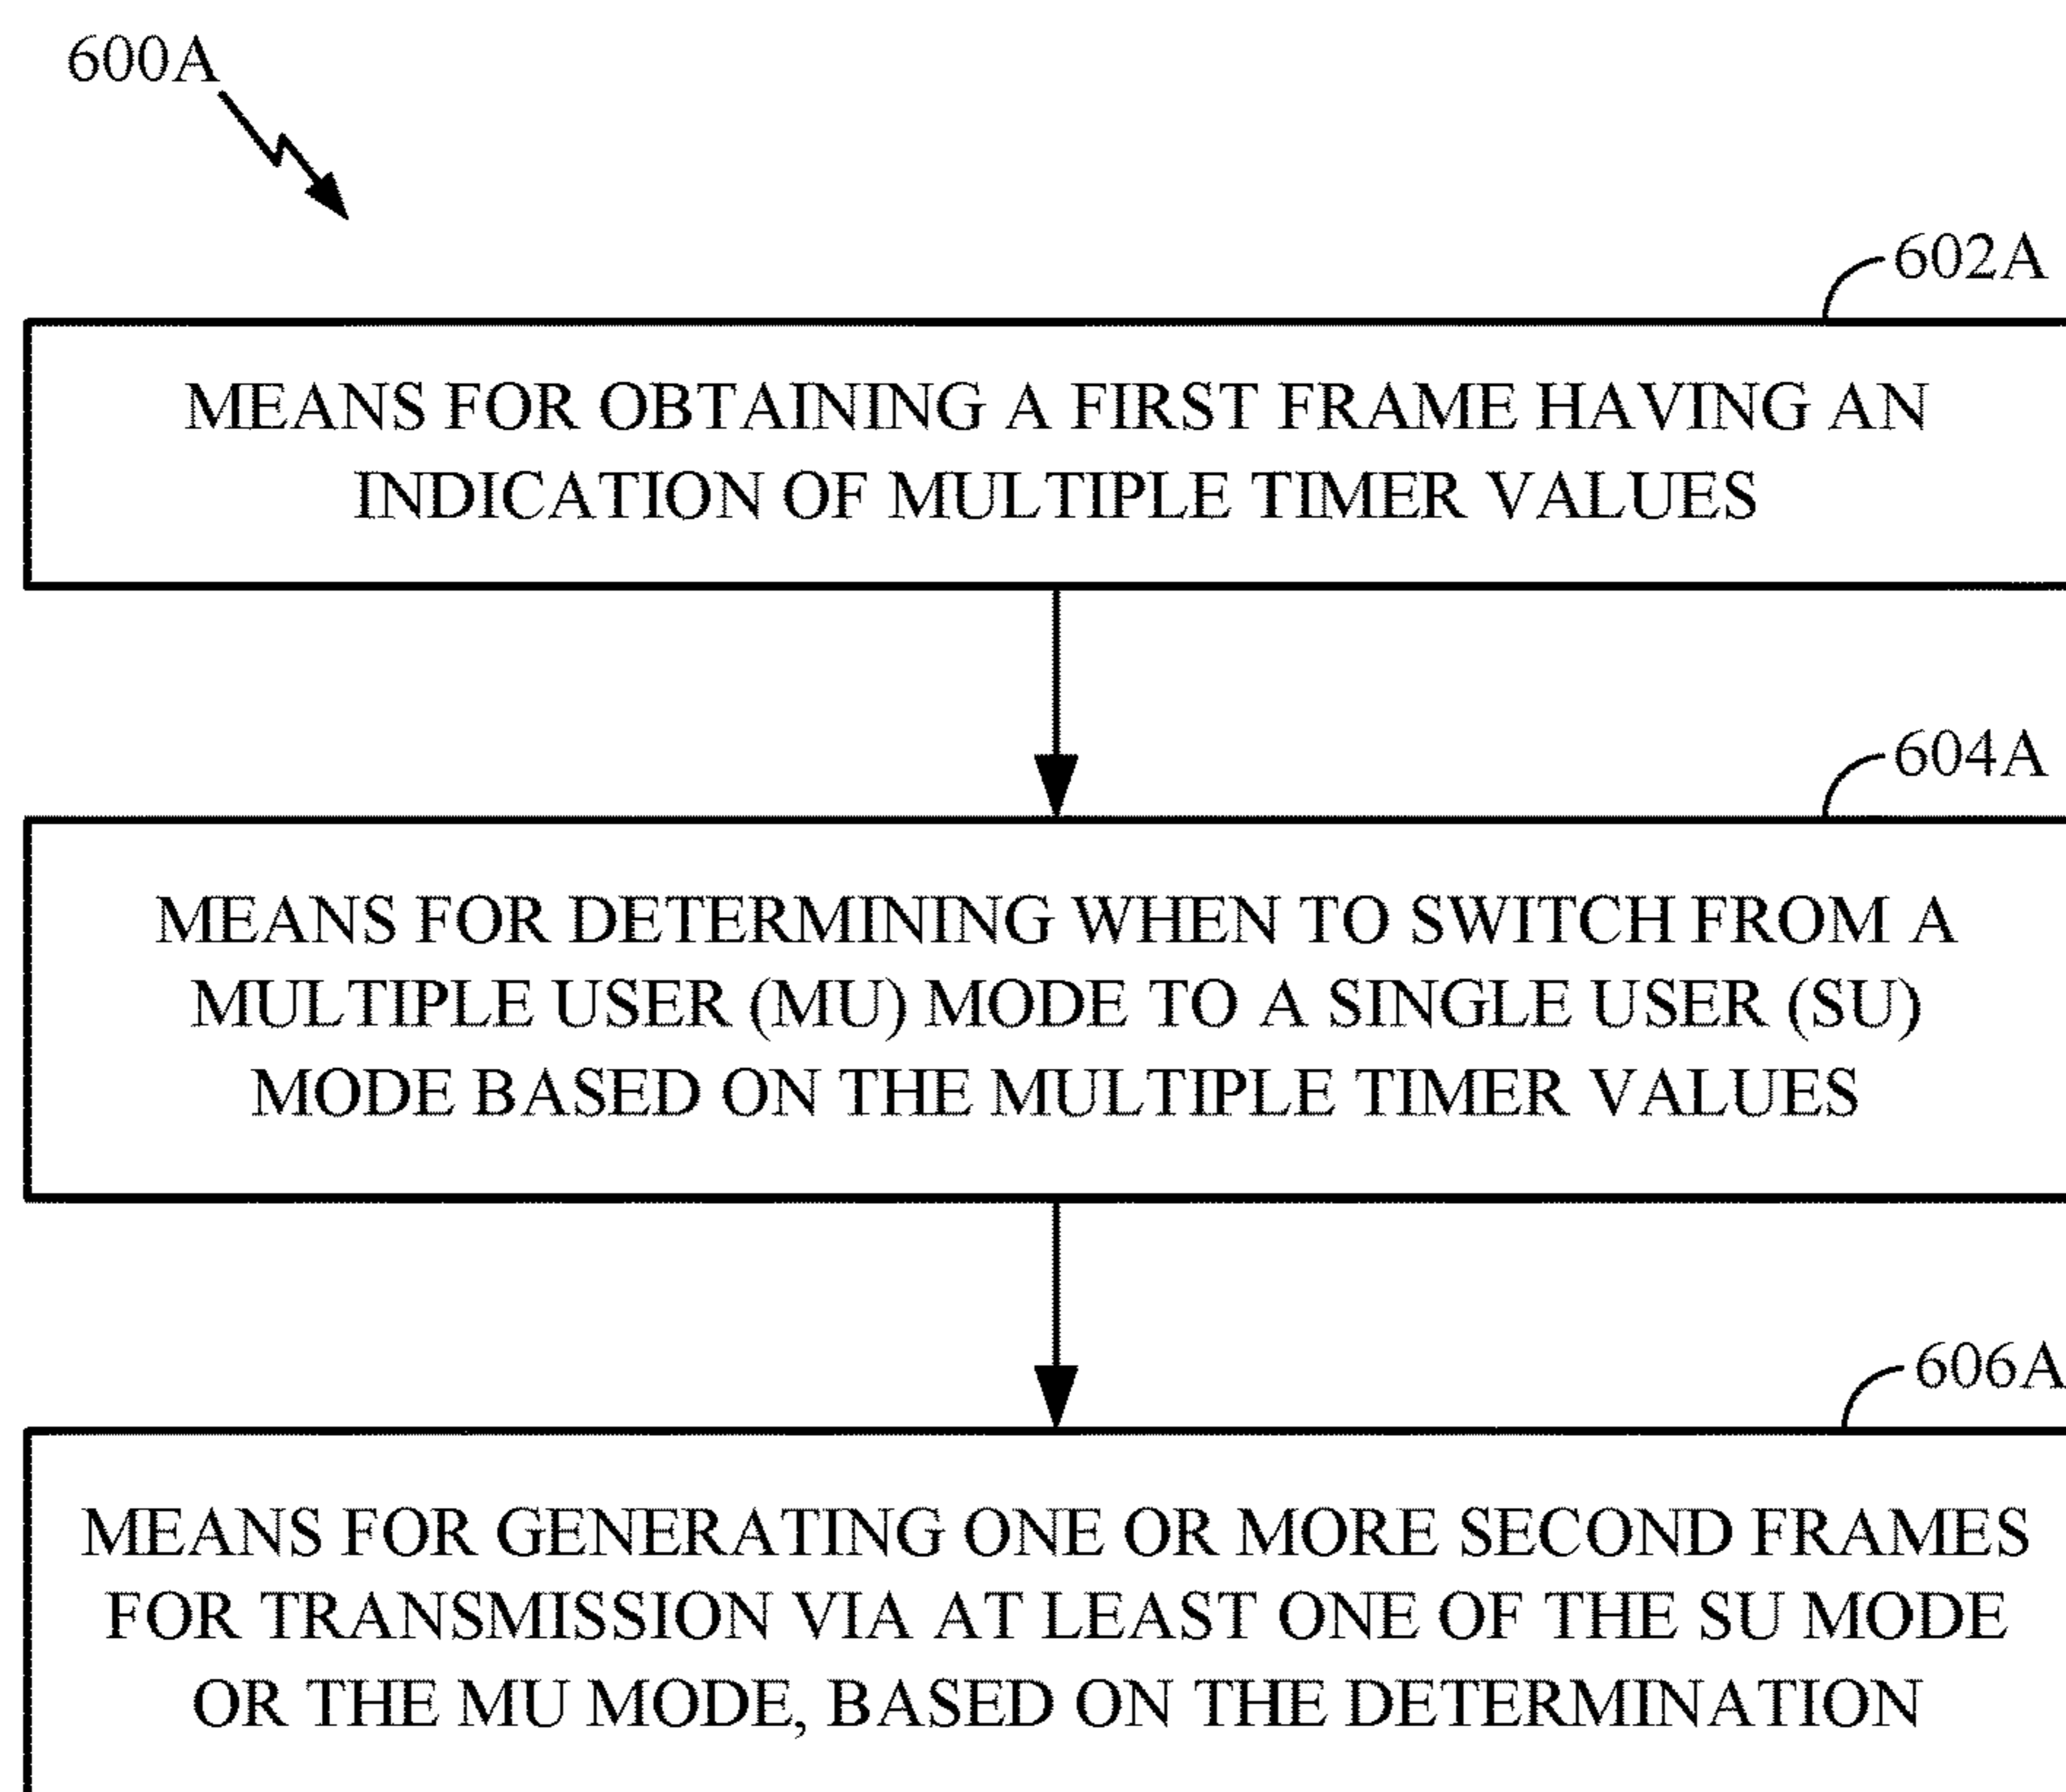 600A
602A
MEANS FOR OBTAINING A FIRST FRAME HAVING AN
INDICATION OF MULTIPLE TIMER VALUES
604A
MEANS FOR DETERMINING WHEN TO SWITCH FROM A
MULTIPLE USER (MU) MODE TO A SINGLE USER (SU)
MODE BASED ON THE MULTIPLE TIMER VALUES
606A
MEANS FOR GENERATING ONE OR MORE SECOND FRAMES
FOR TRANSMISSION VIA AT LEAST ONE OF THE SU MODE
OR THE MU MODE, BASED ON THE DETERMINATION